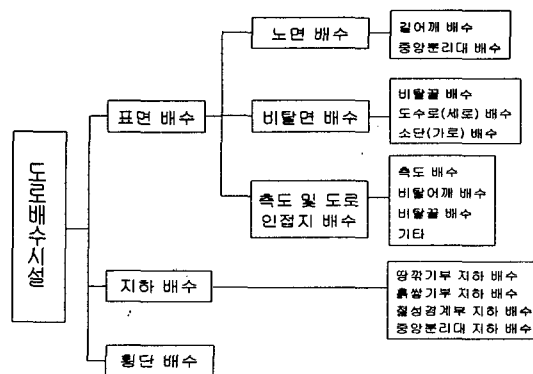 도로배수시설
표면 배수
노면 배수
길어깨 배수
중앙분리대 배수
비탈면 배수
비탈끝 배수
도수로(세로) 배수
소단(가로) 배수
측도 및 도로
인접지 배수
측도 배수
비탈어깨 배수
비탈끝 배수
기타
지하 배수
땅깎기부 지하 배수
흙쌓기부 지하 배수
절성경계부 지하 배수
중앙분리대 지하 배수
횡단 배수